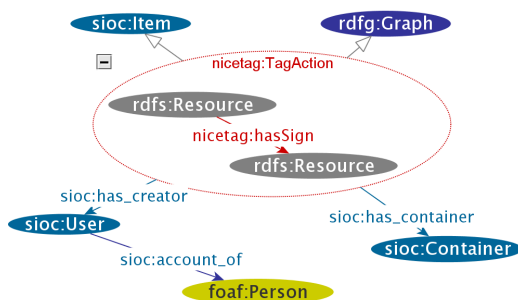 sioc:Item
rdfg:Graph
nicetag:TagAction
rdfs:Resource
nicetag:hasSign
rdfs:Resource
sioc:has_creator
sioc:has_container
sioc:User
sioc:Container
sioc:account_of
foaf:Person